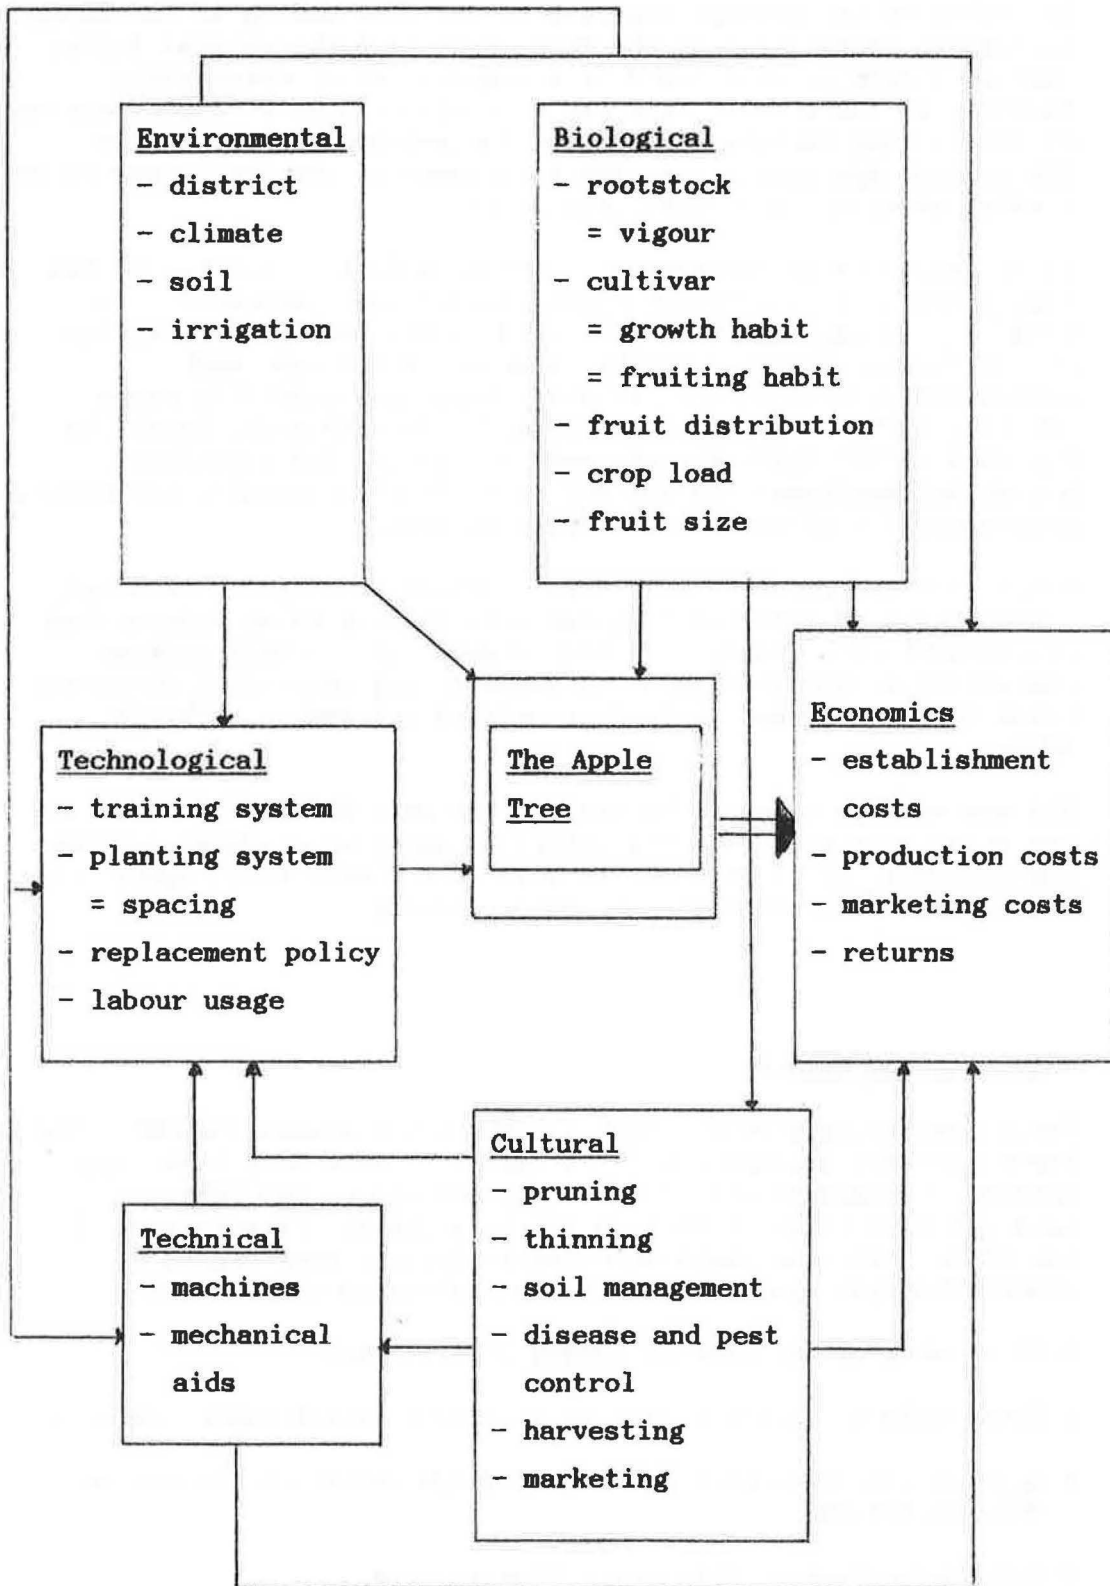 Environmental
- district
- climate
- soil
- irrigation
Biological
- rootstock
= vigour
- cultivar
= growth habit
= fruiting habit
- fruit distribution
- crop load
- fruit size
Technological
- training system
- planting system
= spacing
- replacement policy
- labour usage
The Apple
Tree
Economics
- establishment
costs
- production costs
- marketing costs
- returns
Technical
- machines
- mechanical
aids
Cultural
- pruning
- thinning
- soil management
- disease and pest
control
- harvesting
- marketing